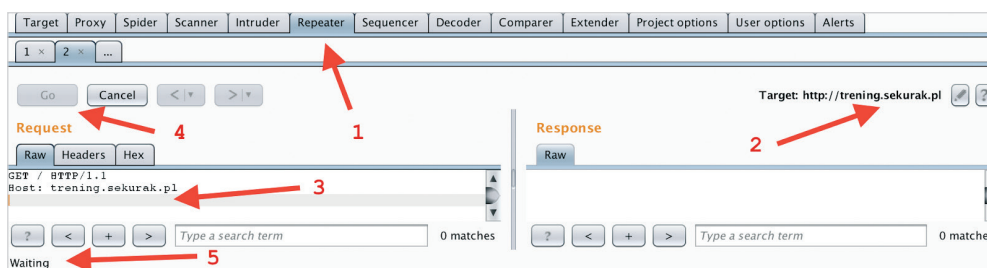 Target Proxy Spider Scanner Intruder Repeater Sequencer Decoder Comparer Extender Project options User options Alerts
1 × 2 × ...
Go Cancel < ▾ > ▾ Target: http://trening.sekurak.pl ?
4 1 2
Request Response
Raw Headers Hex Raw
GET / HTTP/1.1
Host: trening.sekurak.pl
3
? < + > Type a search term 0 matches ? < + > Type a search term
Waiting 5